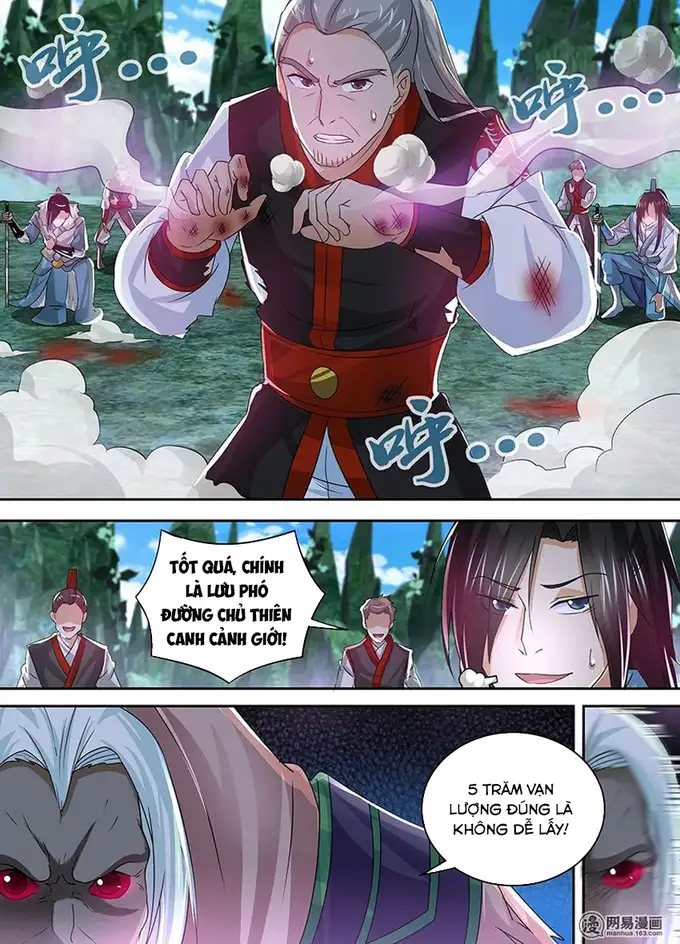 呼...
呼...
呼...
TỐT QUÁ, CHÍNH
LÀ LƯU PHÓ
ĐƯỜNG CHỦ THIÊN
CANH CẢNH GIỚI!
5 TRĂM VẠN
LƯỢNG ĐÚNG LÀ
KHÔNG DỄ LẤY!
网易漫画
manhua.163.com